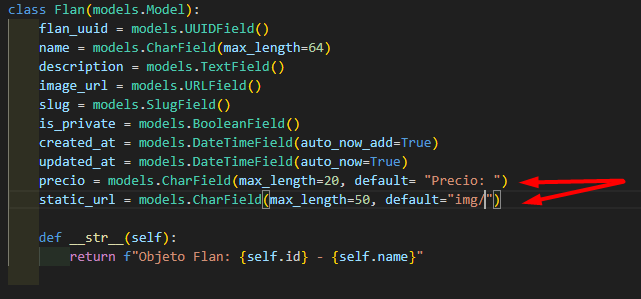 class Flan(models.Model):
    flan_uuid = models.UUIDField()
    name = models.CharField(max_length=64)
    description = models.TextField()
    image_url = models.URLField()
    slug = models.SlugField()
    is_private = models.BooleanField()
    created_at = models.DateTimeField(auto_now_add=True)
    updated_at = models.DateTimeField(auto_now=True)
    precio = models.CharField(max_length=20, default= "Precio: ")
    static_url = models.CharField(max_length=50, default="img/")
    def __str__(self):
        return f"Objeto Flan: {self.id} - {self.name}"